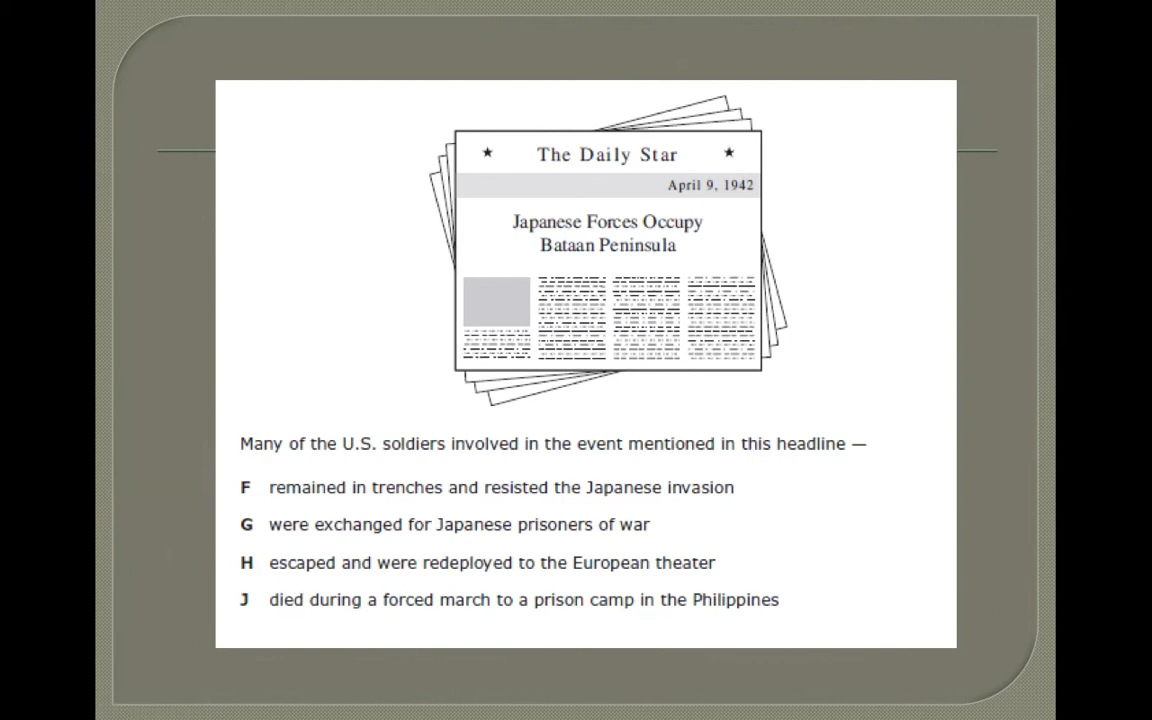 ★ The Daily Star ★
April 9, 1942
Japanese Forces Occupy
Bataan Peninsula
Many of the U.S. soldiers involved in the event mentioned in this headline —
F remained in trenches and resisted the Japanese invasion
G were exchanged for Japanese prisoners of war
H escaped and were redeployed to the European theater
J died during a forced march to a prison camp in the Philippines